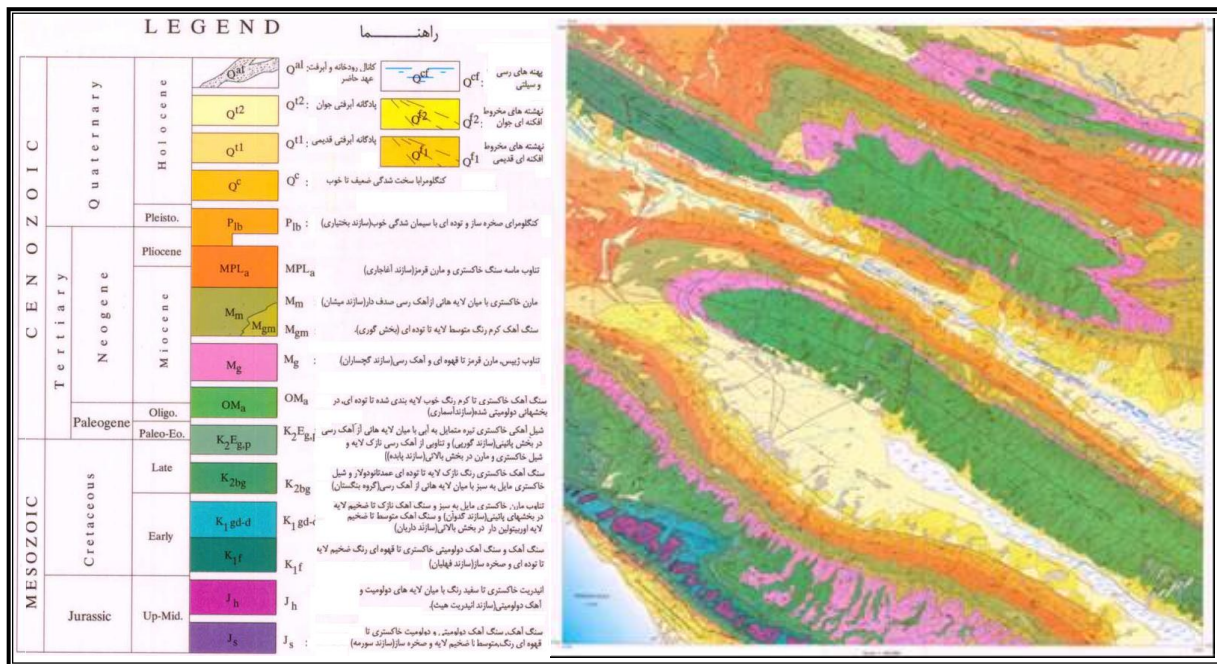 LEGEND
راهنـــما
CENOZOIC
Quaternary
Holocene
Qal
Qal : کانال رودخانه و آبرفت عهد حاضر
Qcf
Qcf : پهنه های رسی و سیلتی
Qt2
Qt2 : پادگانه آبرفتی جوان
Qf2
Qf2 : نهشته های مخروط افکنه ای جوان
Qt1
Qt1 : پادگانه آبرفتی قدیمی
Qf1
Qf1 : نهشته های مخروط افکنه ای قدیمی
Qc
Qc : کنگلومرابا سخت شدگی ضعیف تا خوب
Pleisto.
Plb
Plb : کنگلومرای صخره ساز و توده ای با سیمان شدگی خوب(سازند بختیاری)
Tertiary
Neogene
Pliocene
MPLa
MPLa : تناوب ماسه سنگ خاکستری و مارن قرمز(سازند آغاجاری)
Miocene
Mm
Mm : مارن خاکستری با میان لایه هائی ازآهک رسی صدف دار(سازند میشان)
Mgm
Mgm : سنگ آهک کرم رنگ متوسط لایه تا توده ای (بخش گوری).
Mg
Mg : تناوب ژیپس، مارن قرمز تا قهوه ای و آهک رسی(سازند گچساران)
Paleogene
Oligo.
OMa
OMa : سنگ آهک خاکستری تا کرم رنگ خوب لایه بندی شده تا توده ای، در
بخشهائی دولومیتی شده(سازندآسماری)
Paleo-Eo.
K2Eg,p
K2Eg,p
شیل آهکی خاکستری تیره متمایل به آبی با میان لایه هائی از آهک رسی
در بخش پائینی(سازند گورپی) و تناوبی از آهک رسی نازک لایه و
شیل خاکستری و مارن در بخش بالائی(سازند پابده))
MESOZOIC
Cretaceous
Late
K2bg
K2bg
سنگ آهک خاکستری رنگ نازک لایه تا توده ای عمدتاودولار و شیل
خاکستری مایل به سبز با میان لایه هائی از آهک رسی(گروه بنگستان)
Early
K1gd-d
K1gd-d
تناوب مارن خاکستری مایل به سبز و سنگ آهک نازک تا ضخیم لایه
در بخشهای پائینی(سازند گدوان) و سنگ آهک متوسط تا ضخیم
لایه اوربیتولین دار در بخش بالائی(سازند داریان)
K1f
K1f
سنگ آهک و سنگ آهک دولومیتی خاکستری تا قهوه ای رنگ ضخیم لایه
تا توده ای و صخره ساز(سازند فهلیان)
Jurassic
Up-Mid.
Jh
Jh
انیدریت خاکستری تا سفید رنگ با میان لایه های دولومیت و
آهک دولومیتی(سازند انیدریت هیث).
Js
Js :
سنگ آهک، سنگ آهک دولومیتی و دولومیت خاکستری تا
قهوه ای رنگ،متوسط تا ضخیم لایه و صخره ساز(سازند سورمه)